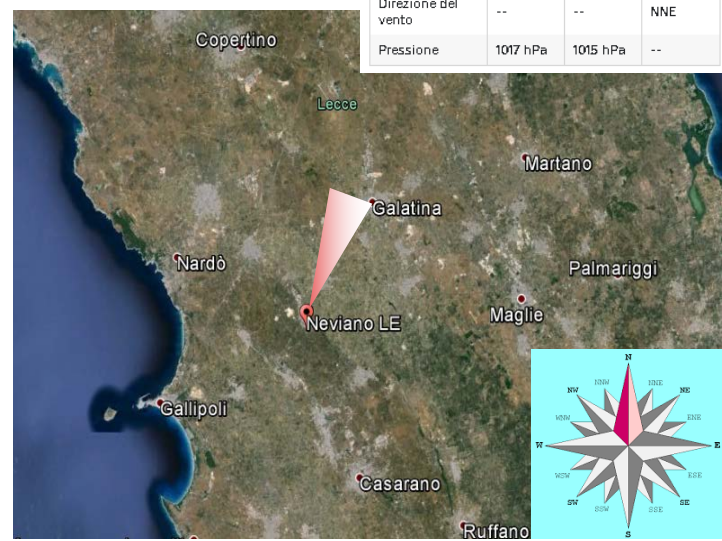 Direzione del vento -- -- NNE
Pressione 1017 hPa 1015 hPa --
Copertino
Lecce
Martano
Galatina
Nardò
Palmariggi
Neviano LE
Maglie
Gallipoli
Casarano
Ruffano
N
NNW NNE
NW NE
WNW ENE
W E
WSW ESE
SW SE
SSW SSE
S